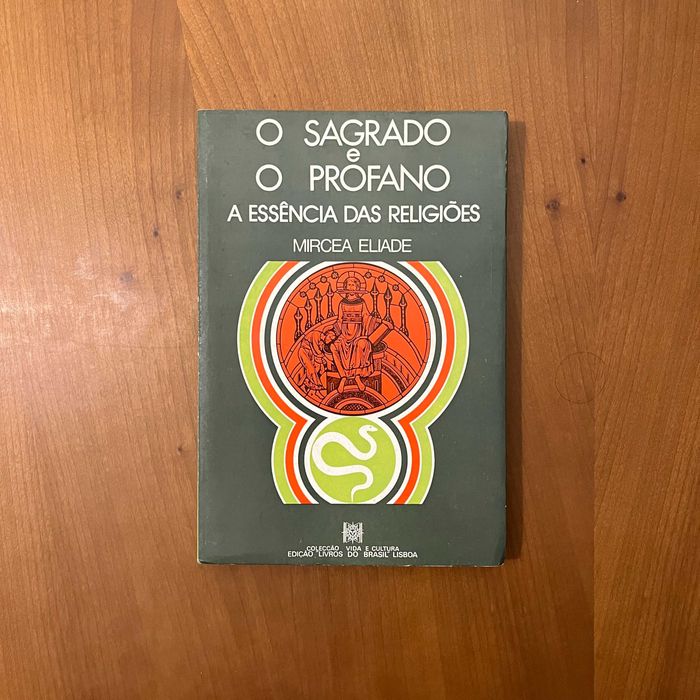 O SAGRADO
e
O PROFANO
A ESSÊNCIA DAS RELIGIÕES
MIRCEA ELIADE
COLECÇÃO VIDA E CULTURA
EDIÇÃO "LIVROS DO BRASIL" LISBOA